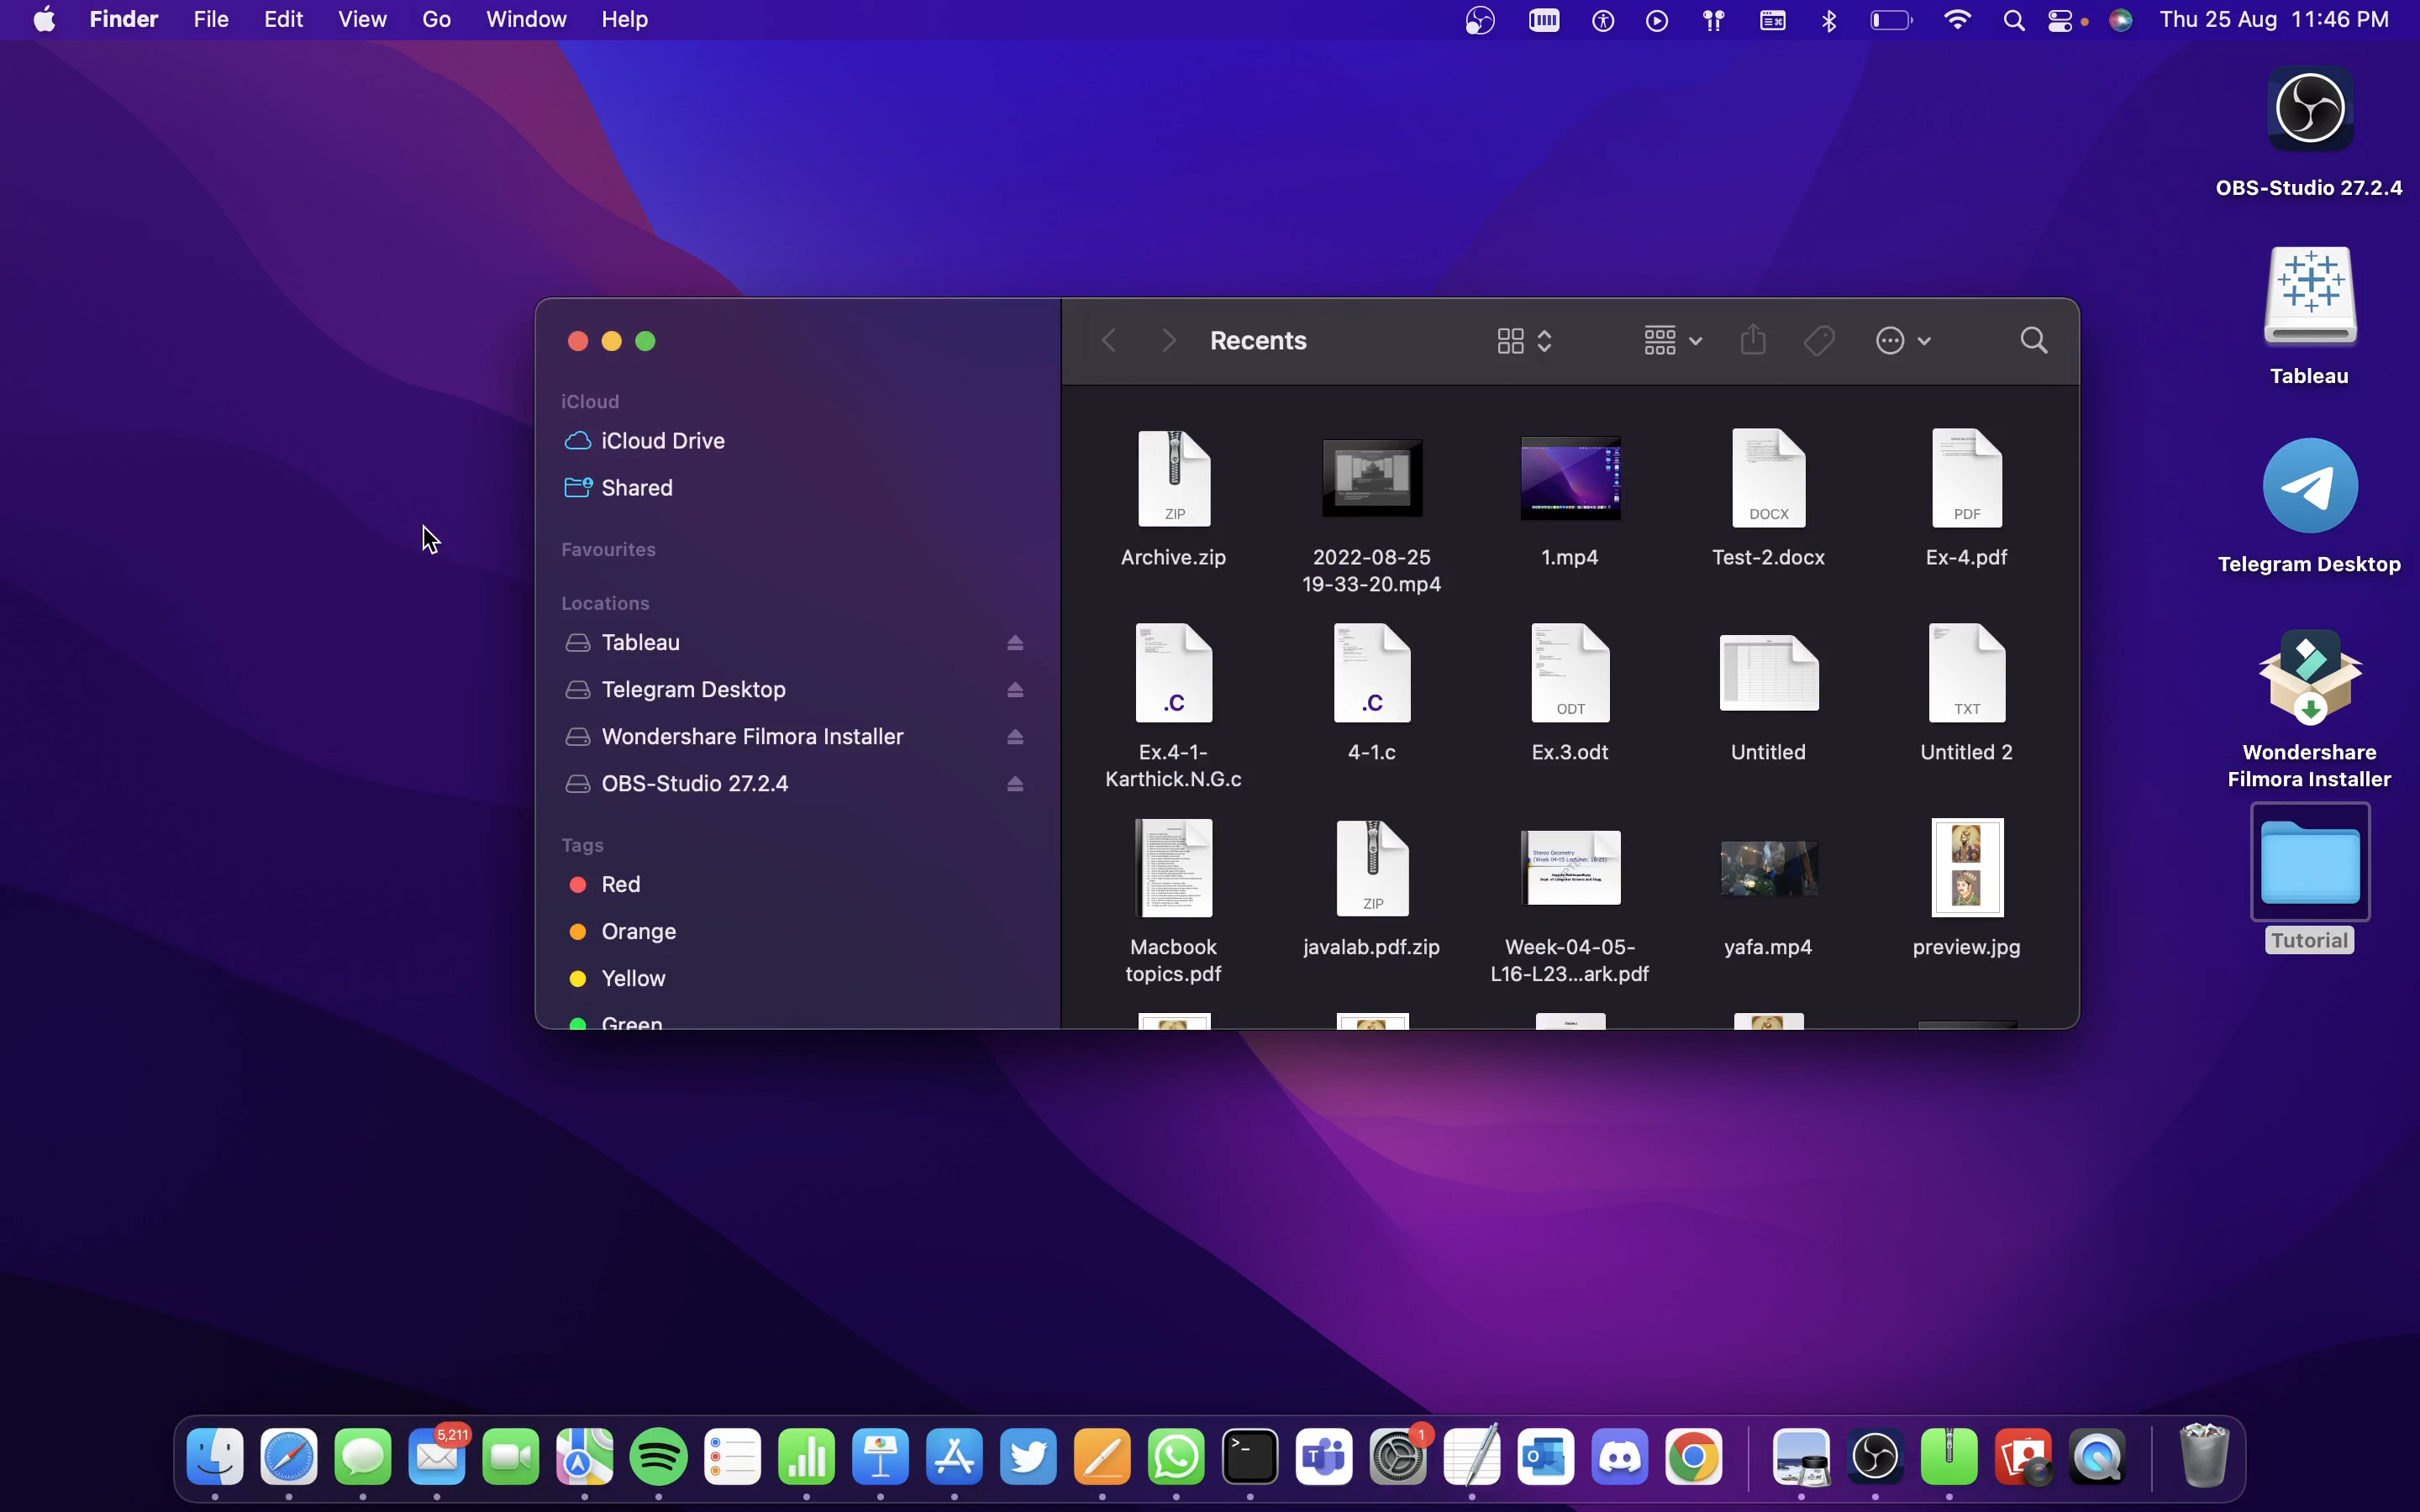 Finder File Edit View Go Window Help Thu 25 Aug 11:46 PM
OBS-Studio 27.2.4
Tableau
Telegram Desktop
Wondershare
Filmora Installer
Tutorial
Recents
iCloud
iCloud Drive
Shared
Favourites
Locations
Tableau
Telegram Desktop
Wondershare Filmora Installer
OBS-Studio 27.2.4
Tags
Red
Orange
Yellow
Green
ZIP DOCX PDF
Archive.zip 2022-08-25 1.mp4 Test-2.docx Ex-4.pdf
19-33-20.mp4
.C .C ODT TXT
Ex.4-1- 4-1.c Ex.3.odt Untitled Untitled 2
Karthick.N.G.c
ZIP
Macbook javalab.pdf.zip Week-04-05- yafa.mp4 preview.jpg
topics.pdf L16-L23...ark.pdf
5,211
1